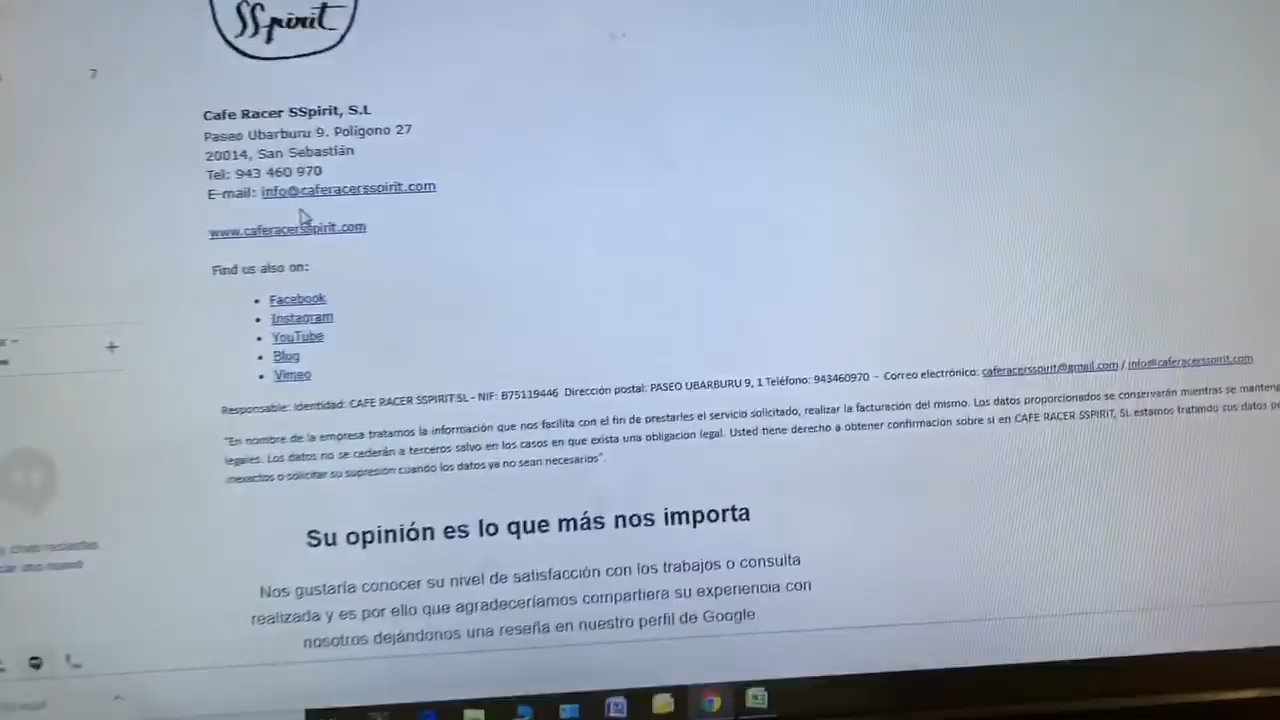 SSpirit
7
Cafe Racer SSpirit, S.L
Paseo Ubarburu 9. Poligono 27
20014, San Sebastián
Tel: 943 460 970
E-mail: info@caferacersspirit.com
www.caferacersspirit.com
Find us also on:
• Facebook
• Instagram
• YouTube
• Blog
• Vimeo
Responsable: Identidad: CAFE RACER SSPIRIT SL - NIF: B75119446 Dirección postal: PASEO UBARBURU 9, 1 Teléfono: 943460970 - Correo electrónico: caferacersspirit@gmail.com / info@caferacersspirit.com
"En nombre de la empresa tratamos la información que nos facilita con el fin de prestarles el servicio solicitado, realizar la facturación del mismo. Los datos proporcionados se conservarán mientras se manteng
legales. Los datos no se cederán a terceros salvo en los casos en que exista una obligación legal. Usted tiene derecho a obtener confirmación sobre si en CAFE RACER SSPIRIT, SL estamos tratando sus datos pe
inexactos o solicitar su supresión cuando los datos ya no sean necesarios".
Su opinión es lo que más nos importa
Nos gustaría conocer su nivel de satisfacción con los trabajos o consulta
realizada y es por ello que agradeceríamos compartiera su experiencia con
nosotros dejándonos una reseña en nuestro perfil de Google